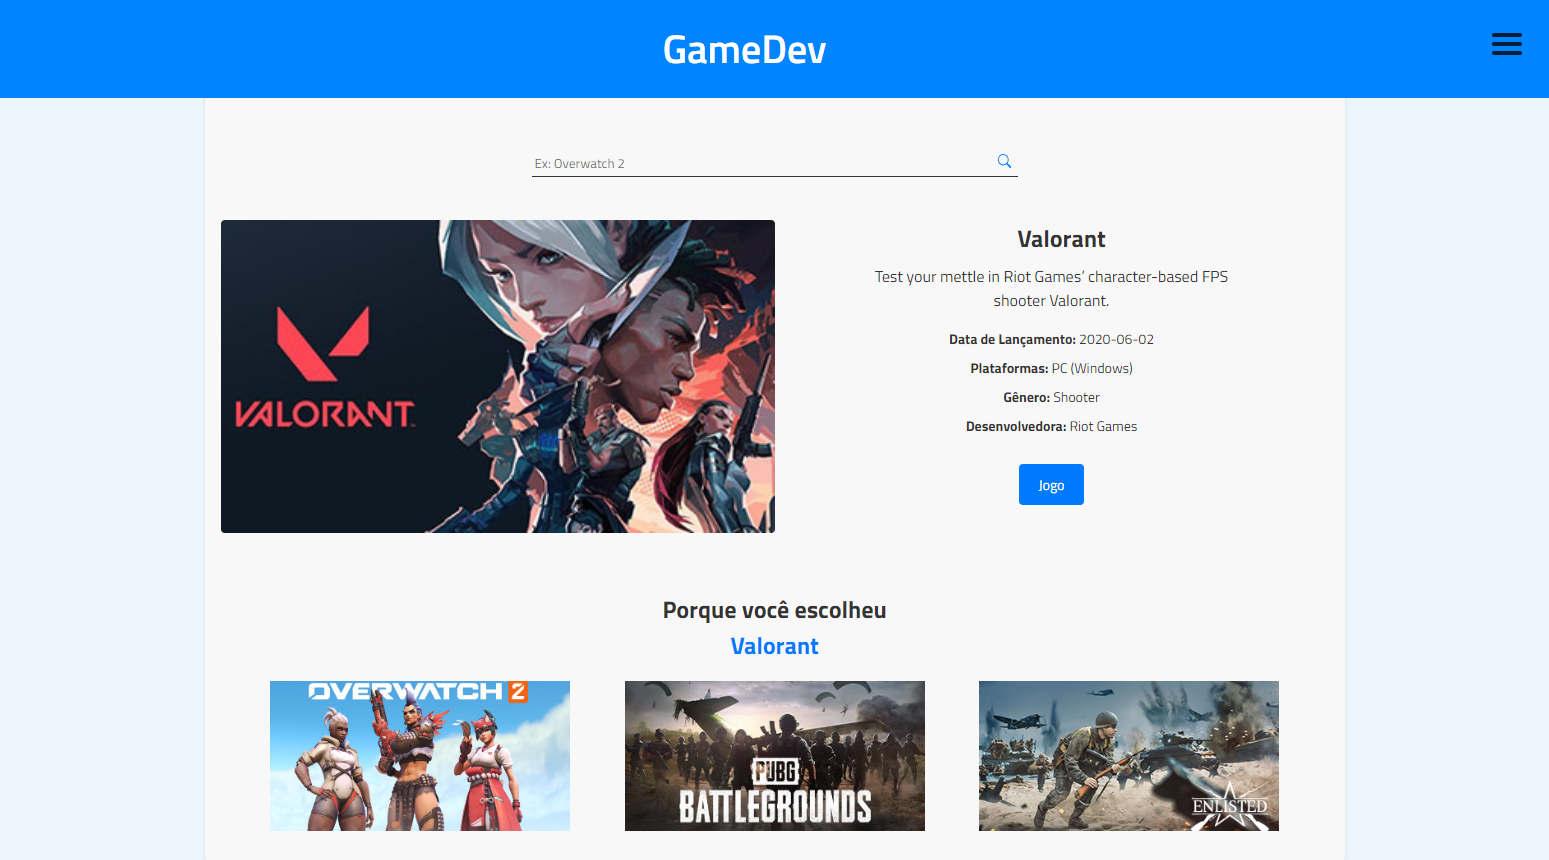 GameDev
Ex: Overwatch 2
VALORANT
Valorant
Test your mettle in Riot Games’ character-based FPS
shooter Valorant.
Data de Lançamento: 2020-06-02
Plataformas: PC (Windows)
Gênero: Shooter
Desenvolvedora: Riot Games
Jogo
Porque você escolheu
Valorant
OVERWATCH 2
PUBG
BATTLEGROUNDS
ENLISTED